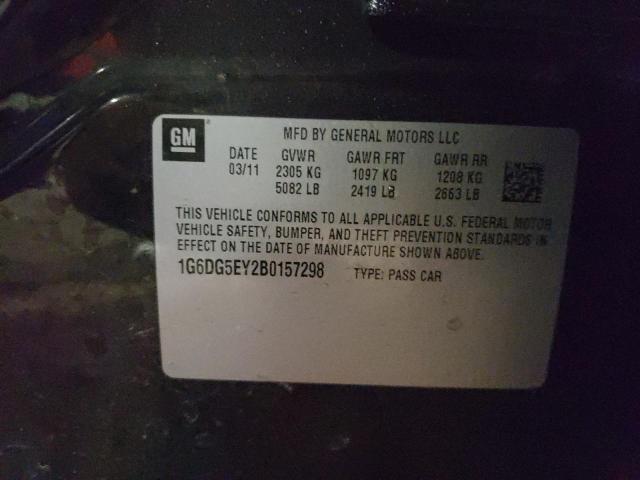 GM
MFD BY GENERAL MOTORS LLC
DATE GVWR GAWR FRT GAWR RR
03/11 2305 KG 1097 KG 1208 KG
5082 LB 2419 LB 2663 LB
THIS VEHICLE CONFORMS TO ALL APPLICABLE U.S. FEDERAL MOTOR
VEHICLE SAFETY, BUMPER, AND THEFT PREVENTION STANDARDS IN
EFFECT ON THE DATE OF MANUFACTURE SHOWN ABOVE.
1G6DG5EY2B0157298 TYPE: PASS CAR